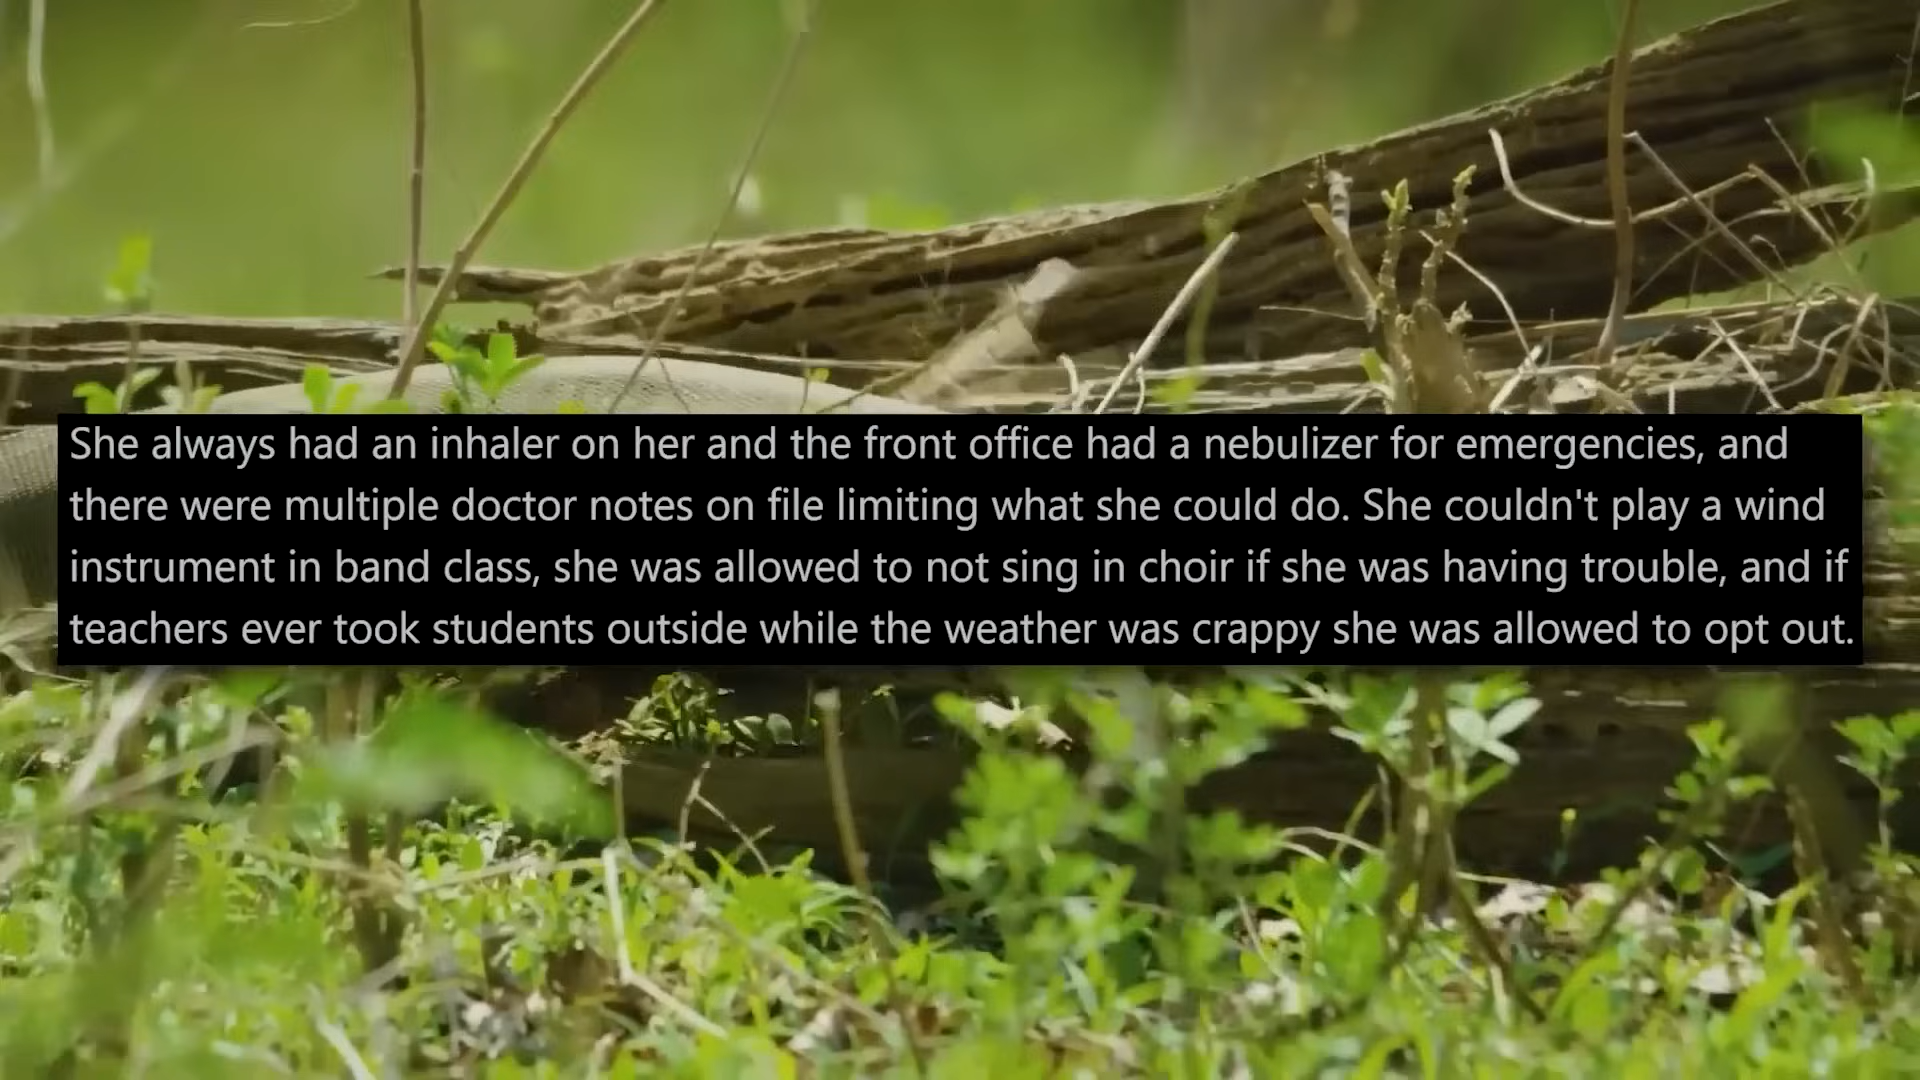 She always had an inhaler on her and the front office had a nebulizer for emergencies, and
there were multiple doctor notes on file limiting what she could do. She couldn't play a wind
instrument in band class, she was allowed to not sing in choir if she was having trouble, and if
teachers ever took students outside while the weather was crappy she was allowed to opt out.